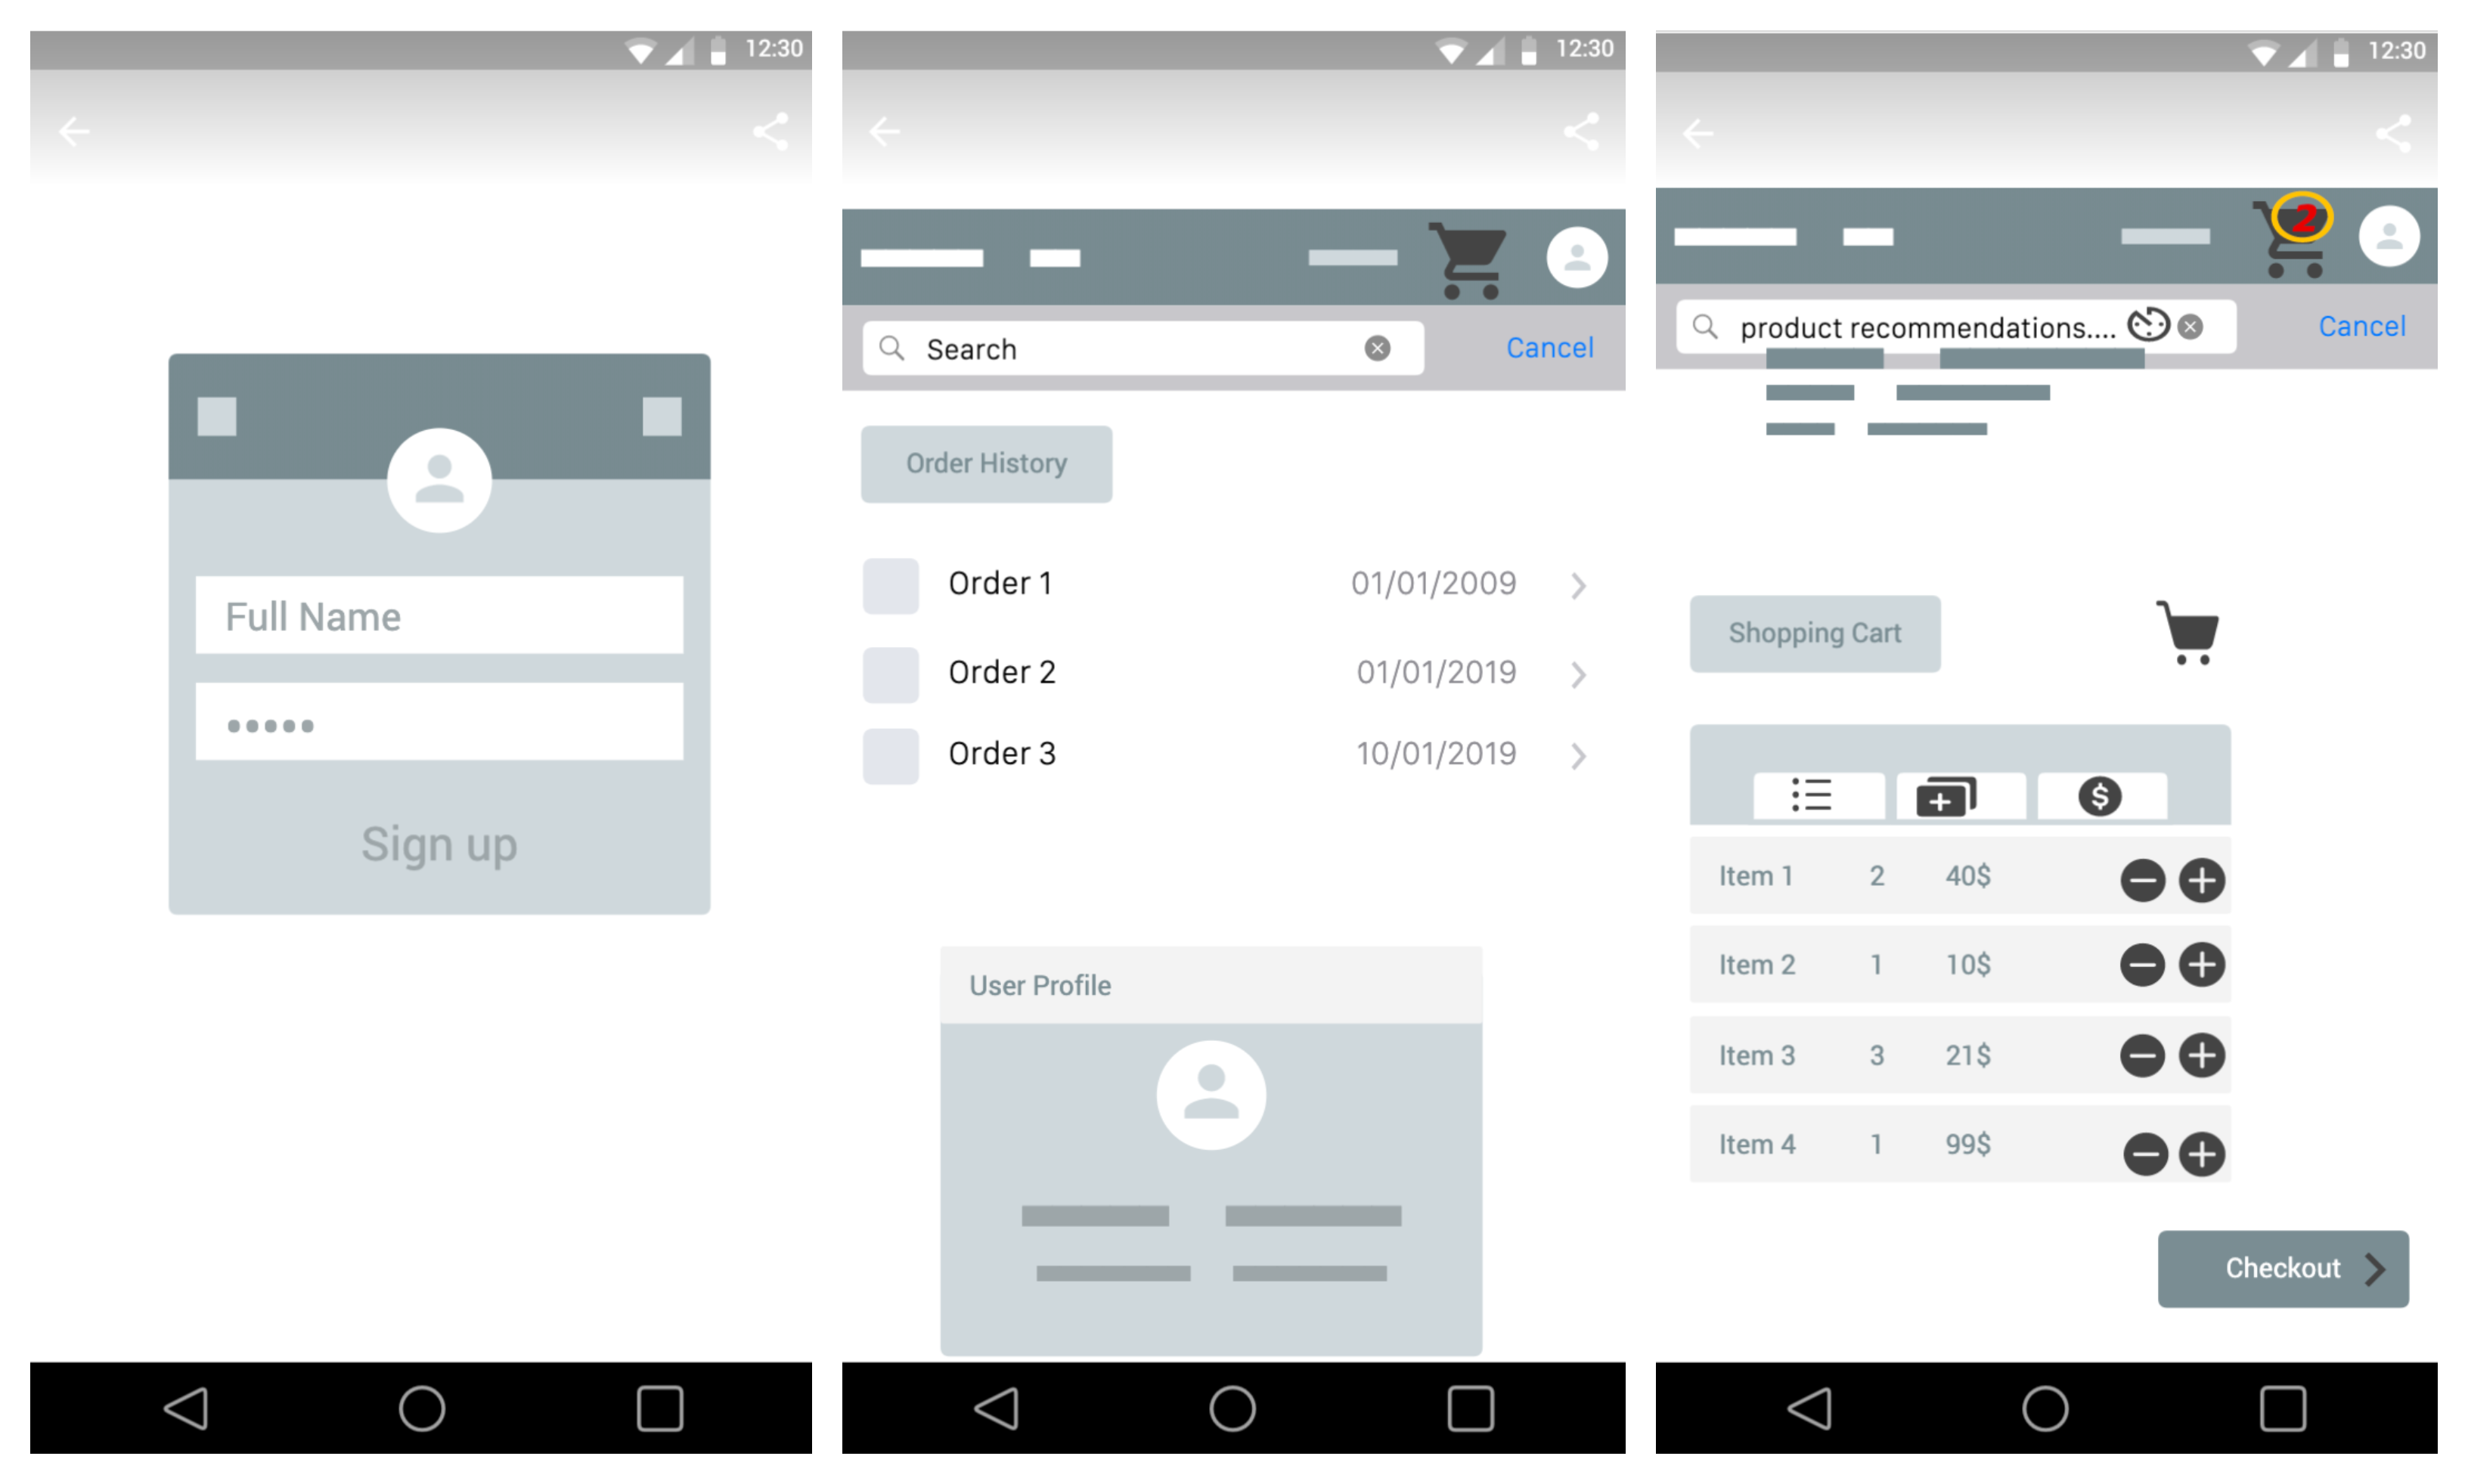 12:30
Full Name
•••••
Sign up
12:30
Search
Cancel
Order History
Order 1 01/01/2009
Order 2 01/01/2019
Order 3 10/01/2019
User Profile
12:30
2
product recommendations....
Cancel
Shopping Cart
$
Item 1 2 40$
Item 2 1 10$
Item 3 3 21$
Item 4 1 99$
Checkout